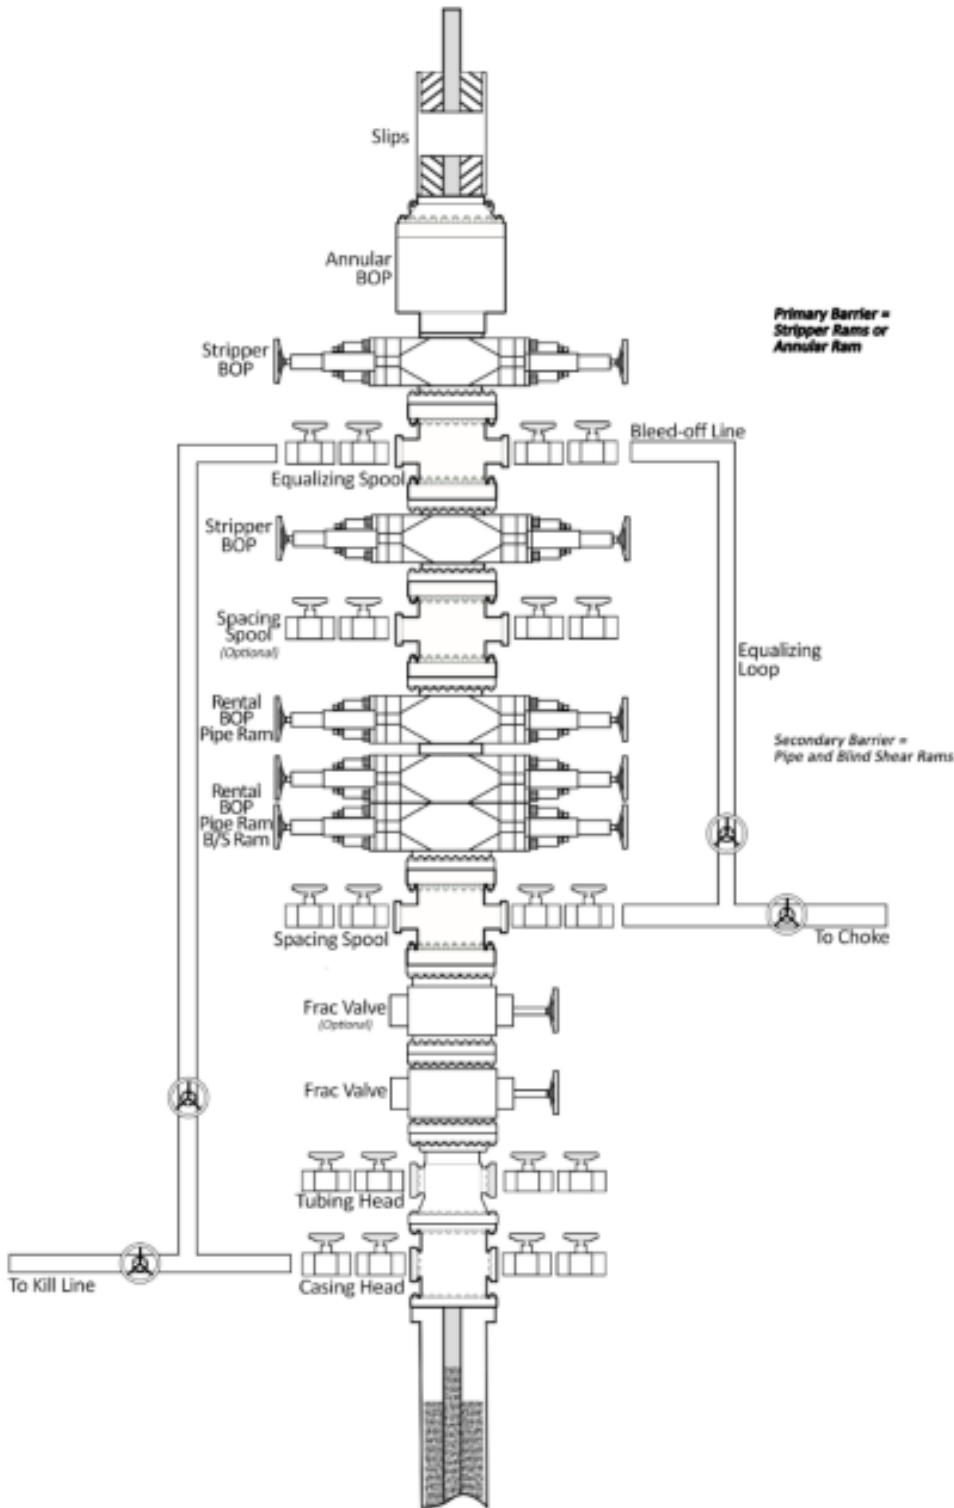 Slips
Annular
BOP
Primary Barrier =
Stripper Rams or
Annular Ram
Stripper
BOP
Bleed-off Line
Equalizing Spool
Stripper
BOP
Spacing
Spool
(Optional)
Equalizing
Loop
Rental
BOP
Pipe Ram
Secondary Barrier =
Pipe and Blind Shear Rams
Rental
BOP
Pipe Ram
B/S Ram
Spacing Spool
To Choke
Frac Valve
(Optional)
Frac Valve
Tubing Head
To Kill Line
Casing Head